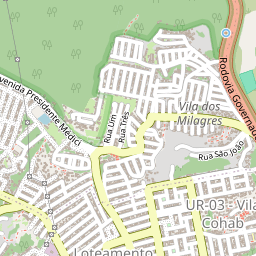 Rodovia Governad
avenida Presidente Médici
Rua Um
Rua Três
Vila dos
Milagres
Rua São João
UR-03 - Vila
Cohab
Loteamento